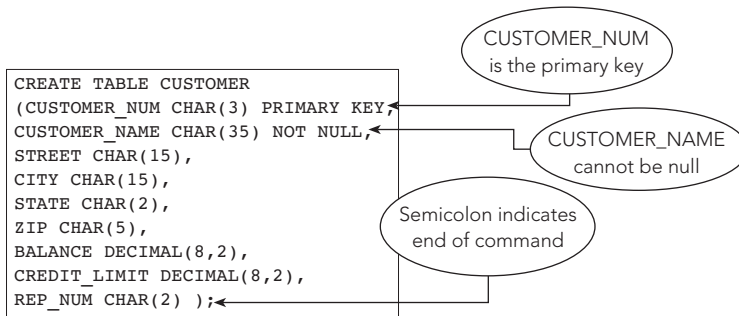 CUSTOMER_NUM
is the primary key
CREATE TABLE CUSTOMER
(CUSTOMER_NUM CHAR(3) PRIMARY KEY,
CUSTOMER_NAME CHAR(35) NOT NULL,
STREET CHAR(15),
CITY CHAR(15),
STATE CHAR(2),
ZIP CHAR(5),
BALANCE DECIMAL(8,2),
CREDIT_LIMIT DECIMAL(8,2),
REP_NUM CHAR(2) );
CUSTOMER_NAME
cannot be null
Semicolon indicates
end of command